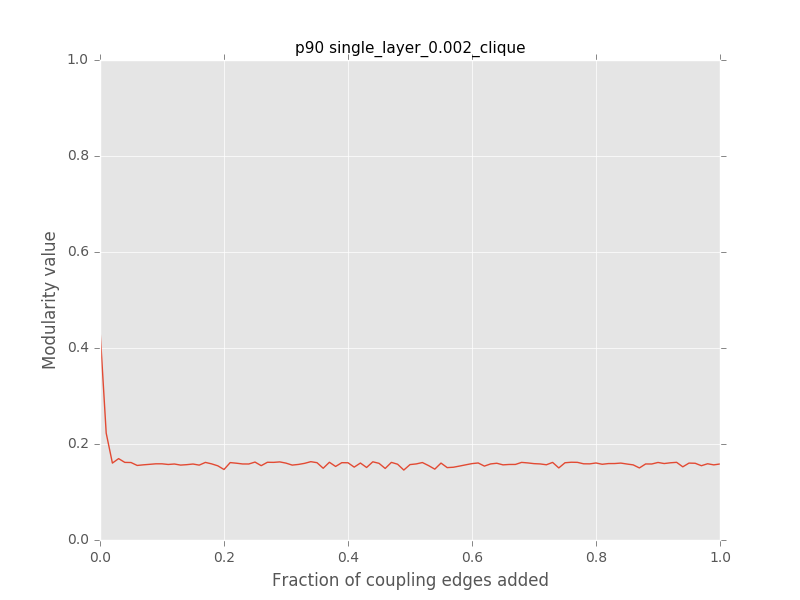 p90 single_layer_0.002_clique
1.0
0.8
0.6
0.4
0.2
0.0
Modularity value
0.0 0.2 0.4 0.6 0.8 1.0
Fraction of coupling edges added